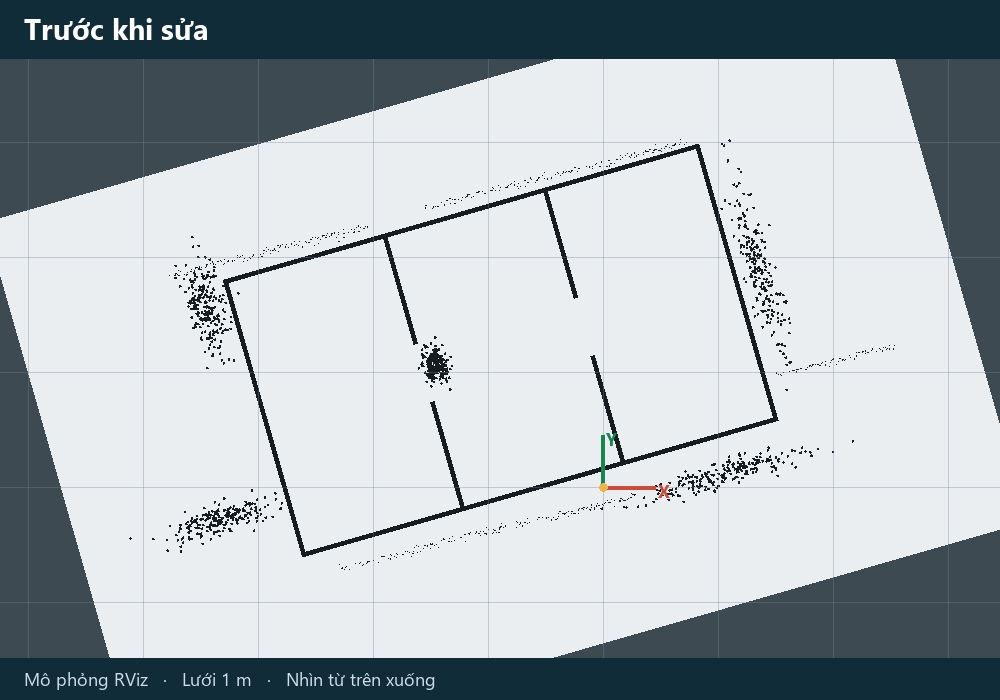 Trước khi sửa
Y
X
Mô phỏng RViz · Lưới 1 m · Nhìn từ trên xuống